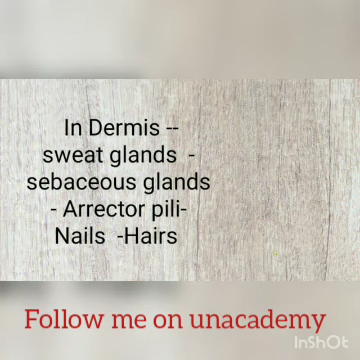 In Dermis --
sweat glands  -
sebaceous glands
- Arrector pili-
Nails  -Hairs
Follow me on unacademy
InShOt